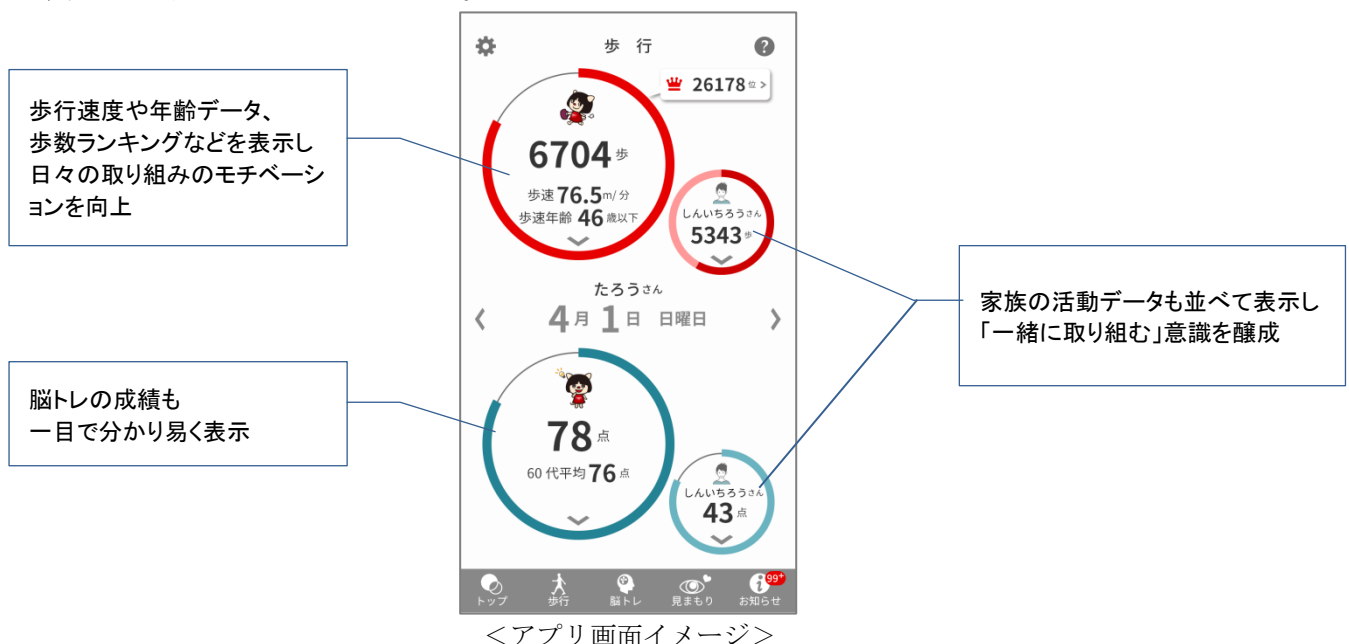 歩 行
?
26178位 >
歩行速度や年齢データ、
歩数ランキングなどを表示し
日々の取り組みのモチベーシ
ョンを向上
6704 歩
歩速 76.5m/分
歩速年齢 46 歳以下
しんいちろうさん
5343 歩
家族の活動データも並べて表示し
「一緒に取り組む」意識を醸成
たろうさん
4月 1日 日曜日
脳トレの成績も
一目で分かり易く表示
78 点
60 代平均 76 点
しんいちろうさん
43 点
トップ 歩行 脳トレ 見まもり お知らせ
99+
＜アプリ画面イメージ＞